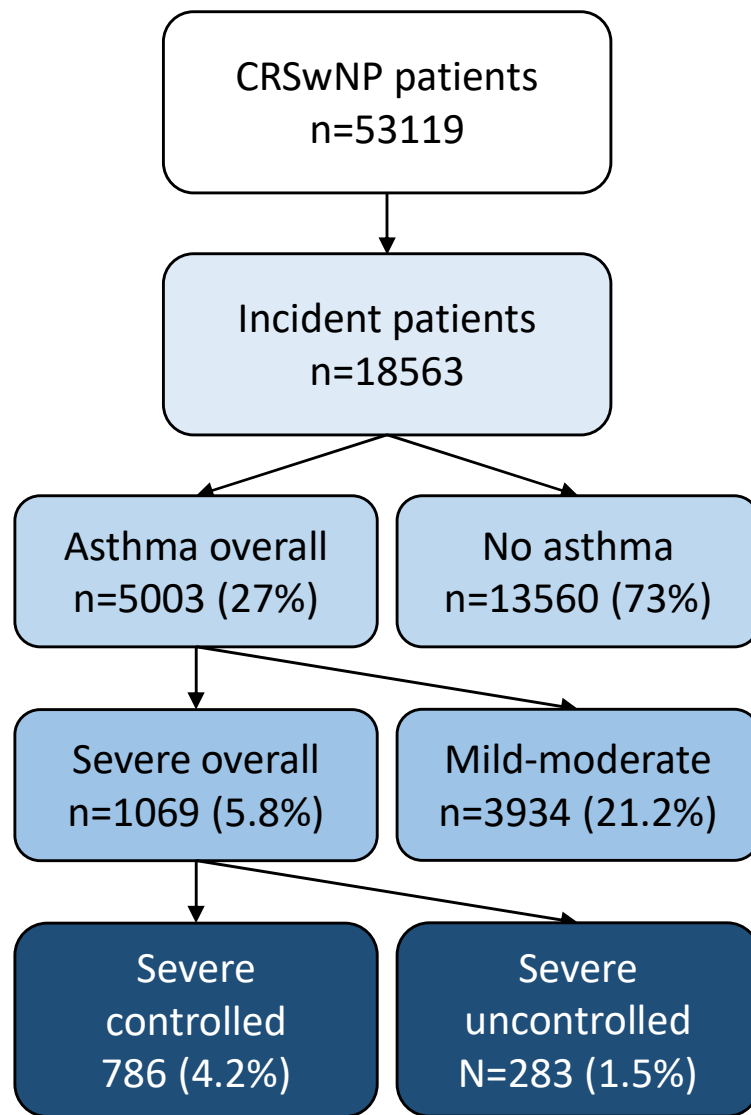 CRSwNP patients
n=53119
Incident patients
n=18563
Asthma overall
n=5003 (27%)
No asthma
n=13560 (73%)
Severe overall
n=1069 (5.8%)
Mild-moderate
n=3934 (21.2%)
Severe
controlled
786 (4.2%)
Severe
uncontrolled
N=283 (1.5%)